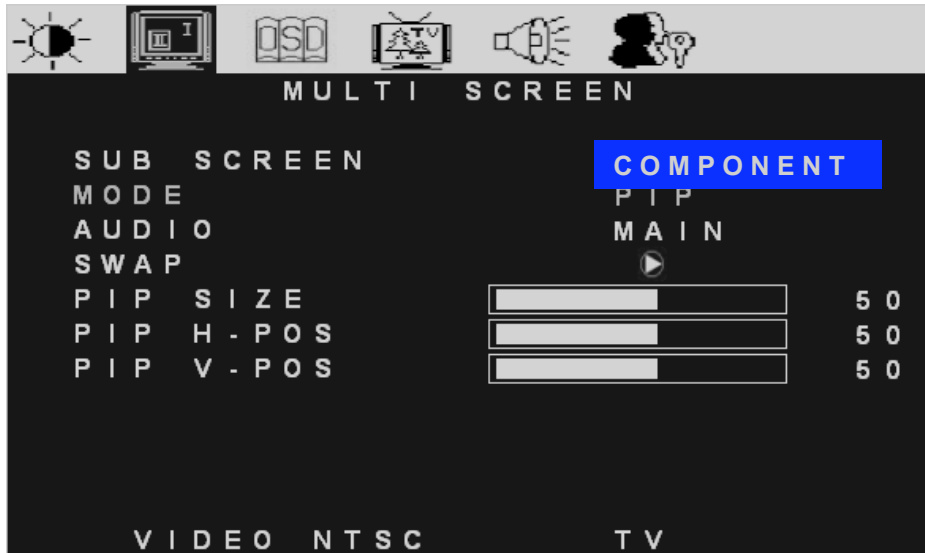 II I OSD TV
MULTI SCREEN
SUB SCREEN COMPONENT
MODE PIP
AUDIO MAIN
SWAP
PIP SIZE 50
PIP H-POS 50
PIP V-POS 50
VIDEO NTSC TV